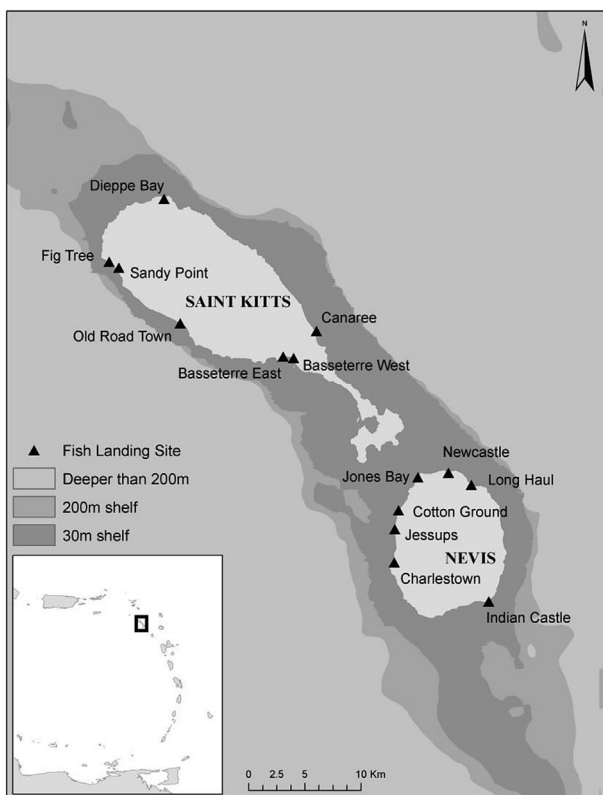 N
Dieppe Bay
Fig Tree
Sandy Point
SAINT KITTS
Old Road Town
Canaree
Basseterre East
Basseterre West
Fish Landing Site
Deeper than 200m
200m shelf
30m shelf
Newcastle
Jones Bay
Long Haul
Cotton Ground
Jessups
NEVIS
Charlestown
Indian Castle
0 2.5 5 10 Km